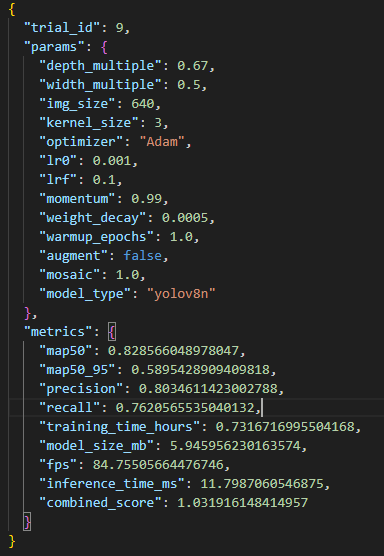 {
"trial_id": 9,
"params": {
"depth_multiple": 0.67,
"width_multiple": 0.5,
"img_size": 640,
"kernel_size": 3,
"optimizer": "Adam",
"lr0": 0.001,
"lrf": 0.1,
"momentum": 0.99,
"weight_decay": 0.0005,
"warmup_epochs": 1.0,
"augment": false,
"mosaic": 1.0,
"model_type": "yolov8n"
},
"metrics": {
"map50": 0.828566048978047,
"map50_95": 0.5895428909409818,
"precision": 0.8034611423002788,
"recall": 0.7620565535040132,
"training_time_hours": 0.7316716995504168,
"model_size_mb": 5.945956230163574,
"fps": 84.75505664476746,
"inference_time_ms": 11.7987060546875,
"combined_score": 1.031916148414957
}
}